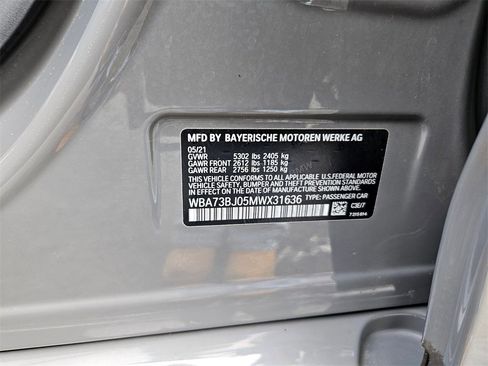 MFD BY BAYERISCHE MOTOREN WERKE AG
05/21
GVWR 5302 lbs 2405 kg
GAWR FRONT 2612 lbs 1185 kg
GAWR REAR 2756 lbs 1250 kg
THIS VEHICLE CONFORMS TO ALL APPLICABLE U.S. FEDERAL
MOTOR VEHICLE SAFETY, BUMPER, AND THEFT PREVENTION STANDARDS
IN EFFECT ON THE DATE OF MANUFACTURE SHOWN ABOVE.
WBA73BJ05MWX31636 TYPE: PASSENGER CAR
C3E/7